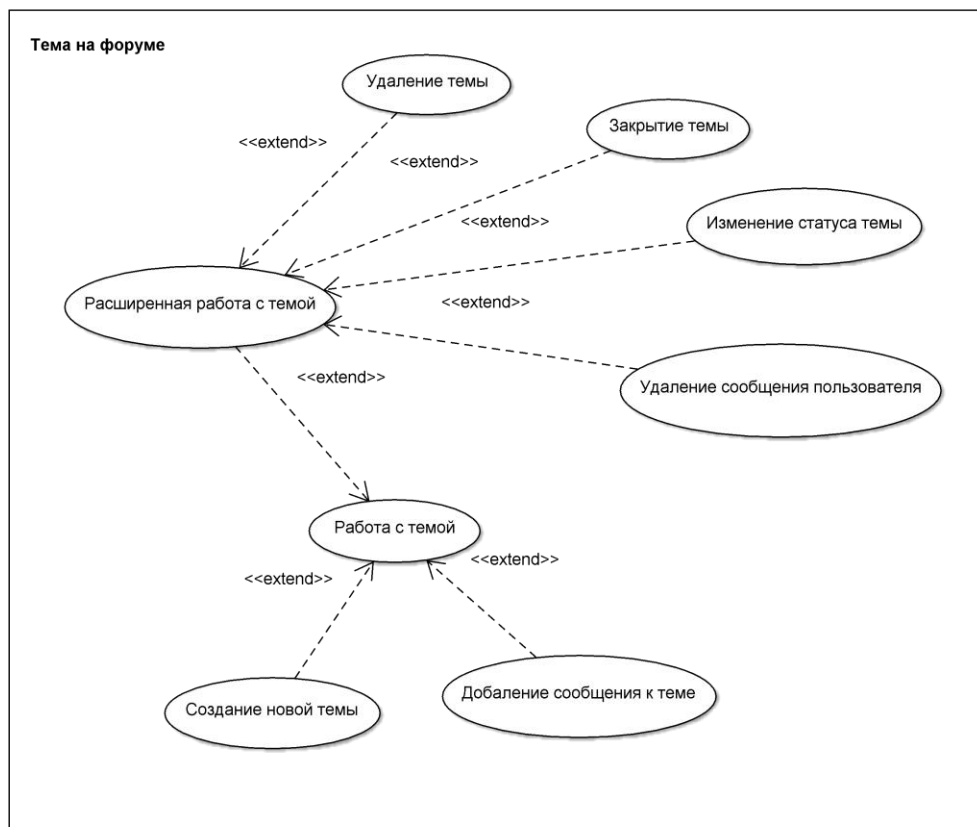 Тема на форуме
Удаление темы
Закрытие темы
<<extend>>
<<extend>>
<<extend>>
Изменение статуса темы
Расширенная работа с темой
<<extend>>
<<extend>>
Удаление сообщения пользователя
Работа с темой
<<extend>>
<<extend>>
Создание новой темы
Добаление сообщения к теме